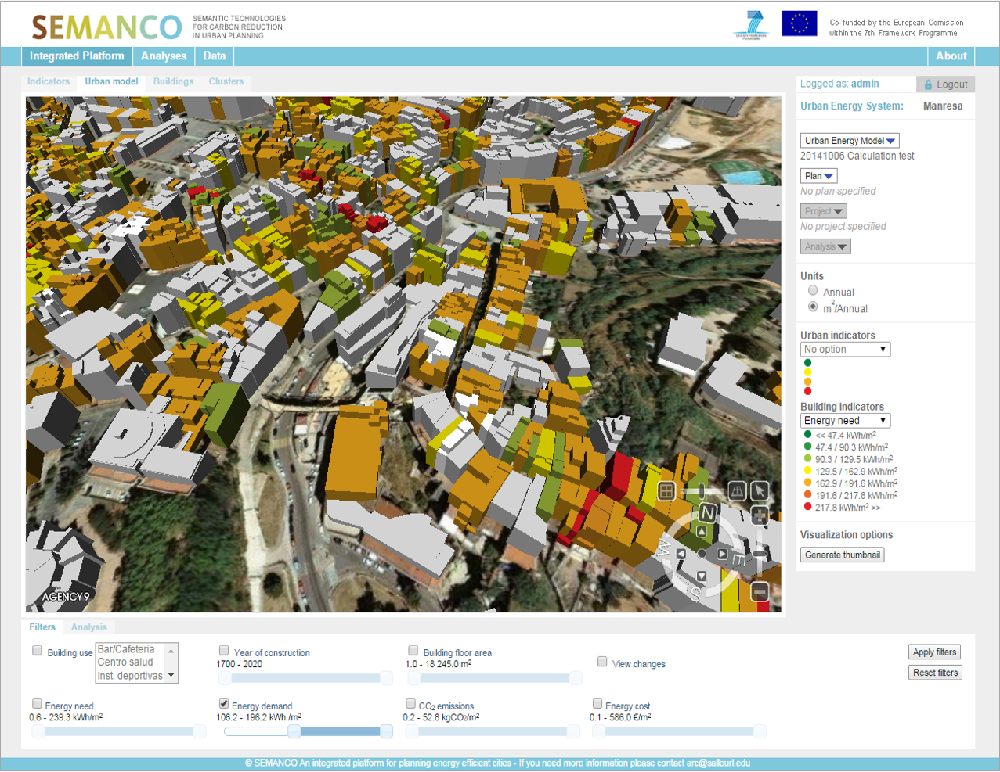 SEMANCO
SEMANTIC TECHNOLOGIES
FOR CARBON REDUCTION
IN URBAN PLANNING
7
SEVENTH FRAMEWORK
PROGRAMME
Co-funded by the European Comission
within the 7th Framework Programme
Integrated Platform
Analyses
Data
About
Indicators
Urban model
Buildings
Clusters
Logged as: admin
Logout
Urban Energy System: Manresa
Urban Energy Model
20141006 Calculation test
Plan
No plan specified
Project
No project specified
Analysis
Units
Annual
m²/Annual
Urban indicators
No option
Building indicators
Energy need
<< 47.4 kWh/m²
47.4 / 90.3 kWh/m²
90.3 / 129.5 kWh/m²
129.5 / 162.9 kWh/m²
162.9 / 191.6 kWh/m²
191.6 / 217.8 kWh/m²
217.8 kWh/m² >>
Visualization options
Generate thumbnail
N
W
E
S
AGENCY9
Filters
Analysis
Building use
Bar/Cafeteria
Centro salud
Inst. deportivas
Year of construction
1700 - 2020
Building floor area
1.0 - 18 245.0 m²
View changes
Apply filters
Reset filters
Energy need
0.6 - 239.3 kWh/m²
Energy demand
106.2 - 196.2 kWh /m²
CO₂ emissions
0.2 - 52.8 kgCO₂/m²
Energy cost
0.1 - 586.0 €/m²
© SEMANCO An integrated platform for planning energy efficient cities - If you need more information please contact arc@salleurl.edu